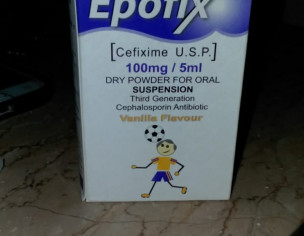 Epofix
[Cefixime U.S.P.]
100mg / 5ml
DRY POWDER FOR ORAL
SUSPENSION
Third Generation
Cephalosporin Antibiotic
Vanilla Flavour